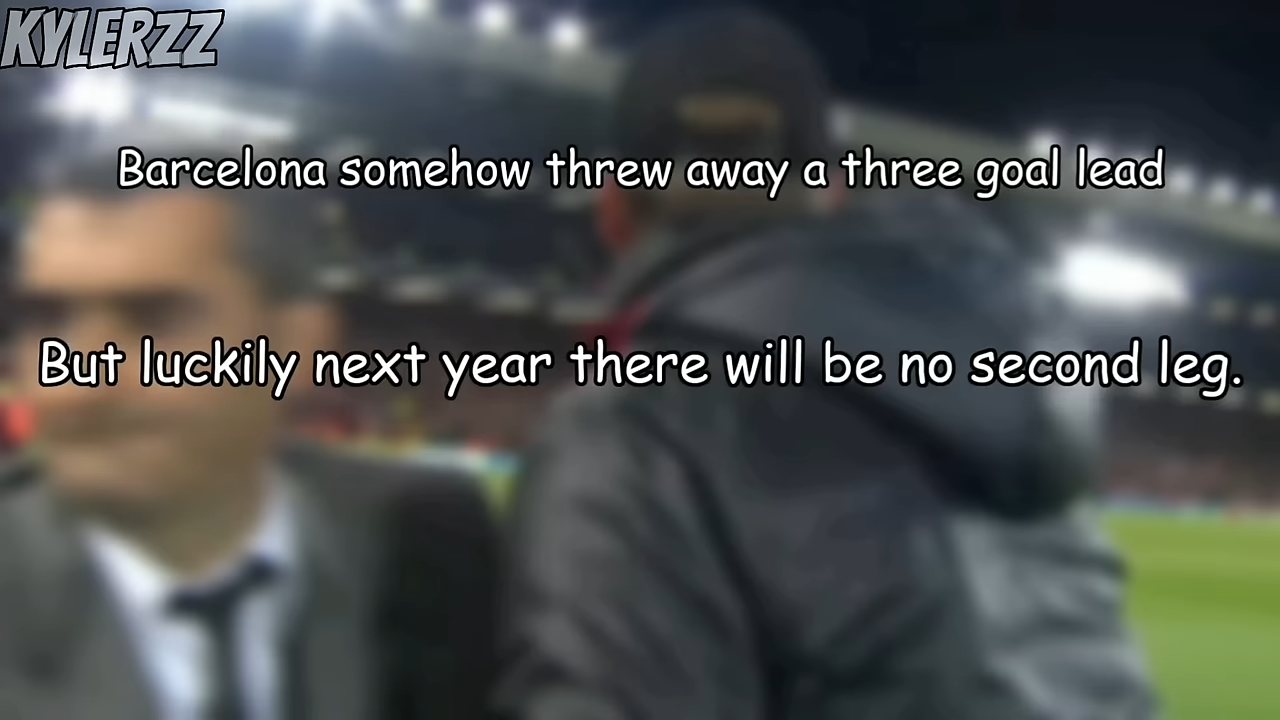 KYLERZZ
Barcelona somehow threw away a three goal lead
But luckily next year there will be no second leg.